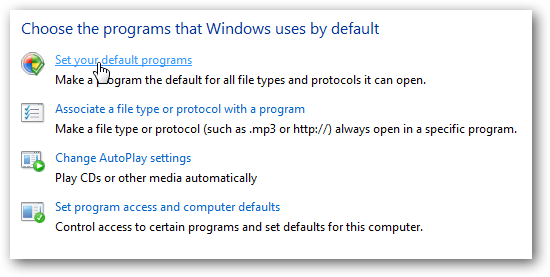 Choose the programs that Windows uses by default
Set your default programs
Make a program the default for all file types and protocols it can open.
Associate a file type or protocol with a program
Make a file type or protocol (such as .mp3 or http://) always open in a specific program.
Change AutoPlay settings
Play CDs or other media automatically
Set program access and computer defaults
Control access to certain programs and set defaults for this computer.